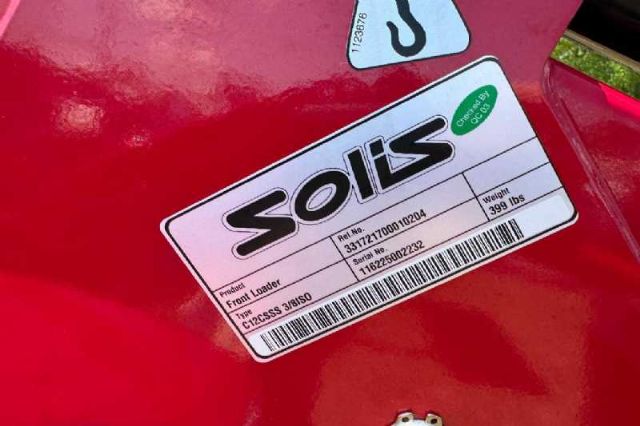 1123676
Checked By
QC 03
Solis
Product
Front Loader
Ref.No.
331721700010204
Weight
399 lbs
Type
C12CSSS 3/8ISO
Serial No.
116225002232